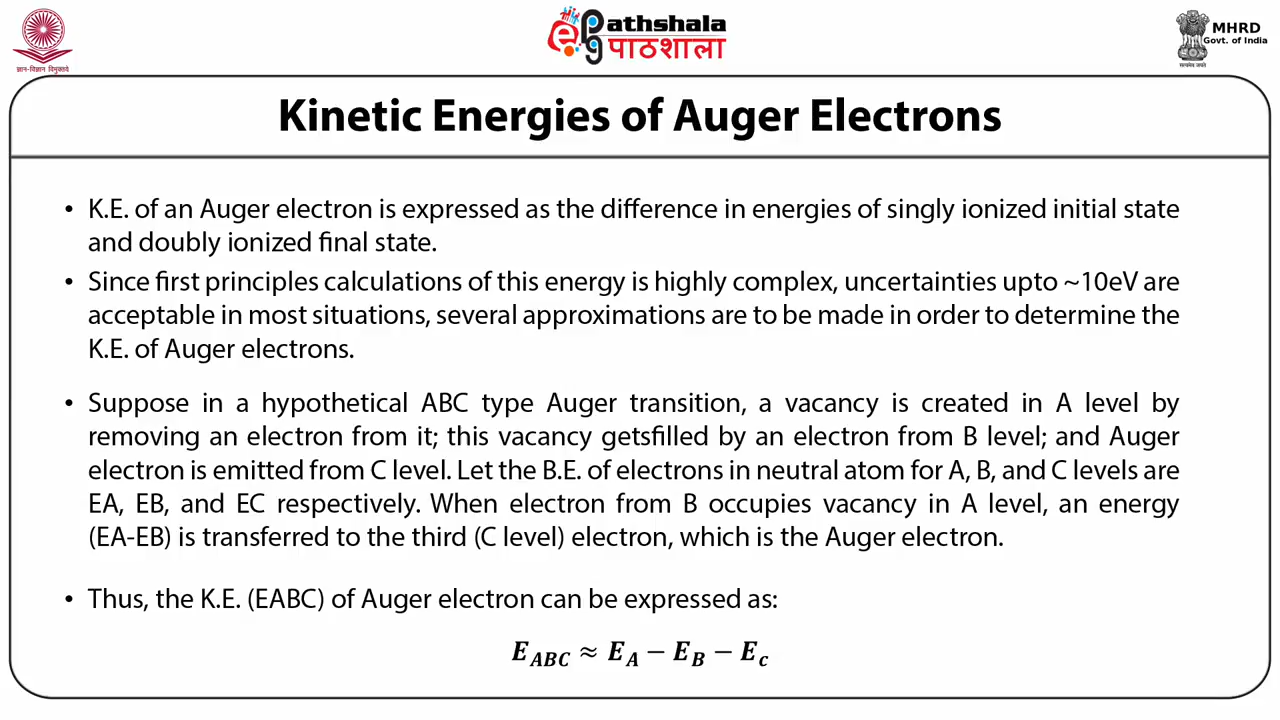 ज्ञान-विज्ञान विमुक्तये
epg
athshala
पाठशाला
MHRD
Govt. of India
सत्यमेव जयते
Kinetic Energies of Auger Electrons
• K.E. of an Auger electron is expressed as the difference in energies of singly ionized initial state
and doubly ionized final state.
• Since first principles calculations of this energy is highly complex, uncertainties upto ~10eV are
acceptable in most situations, several approximations are to be made in order to determine the
K.E. of Auger electrons.
• Suppose in a hypothetical ABC type Auger transition, a vacancy is created in A level by
removing an electron from it; this vacancy getsfilled by an electron from B level; and Auger
electron is emitted from C level. Let the B.E. of electrons in neutral atom for A, B, and C levels are
EA, EB, and EC respectively. When electron from B occupies vacancy in A level, an energy
(EA-EB) is transferred to the third (C level) electron, which is the Auger electron.
• Thus, the K.E. (EABC) of Auger electron can be expressed as:
E_ABC ≈ E_A − E_B − E_c